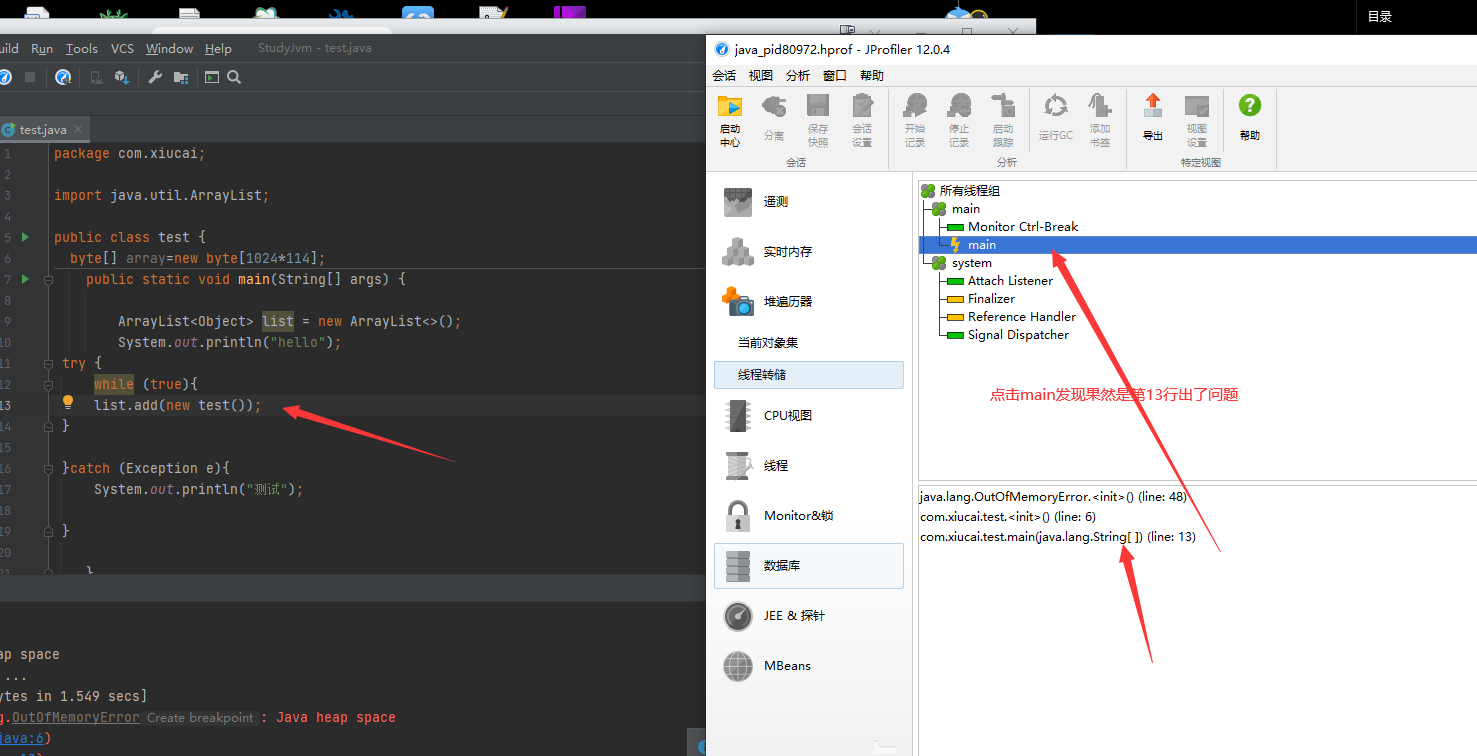 目录
uild Run Tools VCS Window Help StudyJvm - test.java
test.java
1 package com.xiucai;
2
3 import java.util.ArrayList;
4
5 public class test {
6 byte[] array=new byte[1024*114];
7 public static void main(String[] args) {
8
9 ArrayList<Object> list = new ArrayList<>();
10 System.out.println("hello");
11 try {
12 while (true){
13 list.add(new test());
14 }
15
16 }catch (Exception e){
17 System.out.println("测试");
18
19 }
20
}
ap space
...
ytes in 1.549 secs]
g.OutOfMemoryError Create breakpoint : Java heap space
java:6)
java_pid80972.hprof - JProfiler 12.0.4
会话 视图 分析 窗口 帮助
启动中心
分离
保存快照
会话设置
开始记录
停止记录
启动跟踪
运行GC
添加书签
导出
视图设置
帮助
会话 分析 特定视图
遥测
实时内存
堆遍历器
当前对象集
线程转储
CPU视图
线程
Monitor&锁
数据库
JEE & 探针
MBeans
所有线程组
main
Monitor Ctrl-Break
main
system
Attach Listener
Finalizer
Reference Handler
Signal Dispatcher
点击main发现果然是第13行出了问题
java.lang.OutOfMemoryError.<init>() (line: 48)
com.xiucai.test.<init>() (line: 6)
com.xiucai.test.main(java.lang.String[ ]) (line: 13)